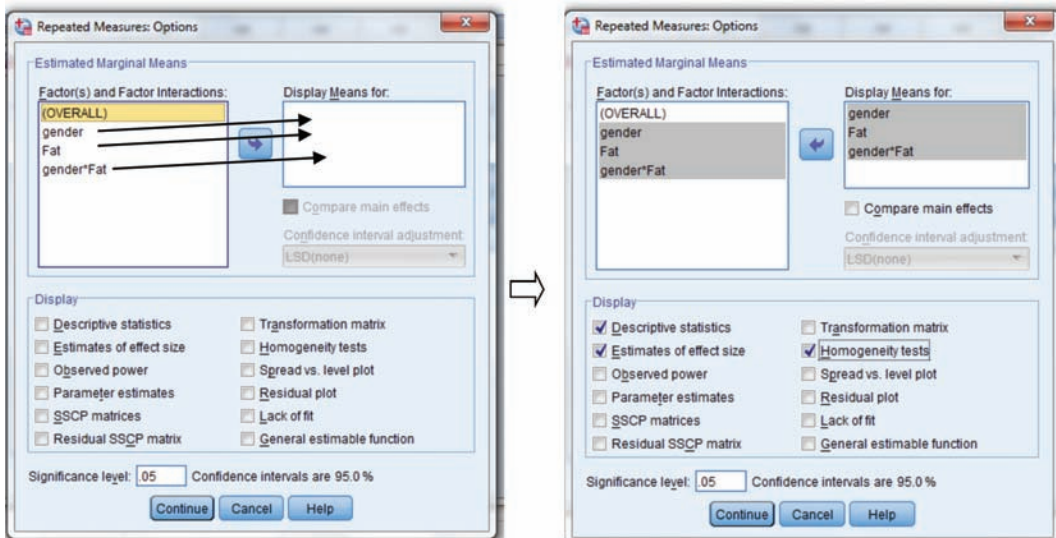 Repeated Measures: Options
Estimated Marginal Means
Factor(s) and Factor Interactions:
(OVERALL)
gender
Fat
gender*Fat
Display Means for:
Compare main effects
Confidence interval adjustment:
LSD(none)
Display
Descriptive statistics
Transformation matrix
Estimates of effect size
Homogeneity tests
Observed power
Spread vs. level plot
Parameter estimates
Residual plot
SSCP matrices
Lack of fit
Residual SSCP matrix
General estimable function
Significance level: .05 Confidence intervals are 95.0 %
Continue Cancel Help
Repeated Measures: Options
Estimated Marginal Means
Factor(s) and Factor Interactions:
(OVERALL)
gender
Fat
gender*Fat
Display Means for:
gender
Fat
gender*Fat
Compare main effects
Confidence interval adjustment:
LSD(none)
Display
Descriptive statistics
Transformation matrix
Estimates of effect size
Homogeneity tests
Observed power
Spread vs. level plot
Parameter estimates
Residual plot
SSCP matrices
Lack of fit
Residual SSCP matrix
General estimable function
Significance level: .05 Confidence intervals are 95.0 %
Continue Cancel Help